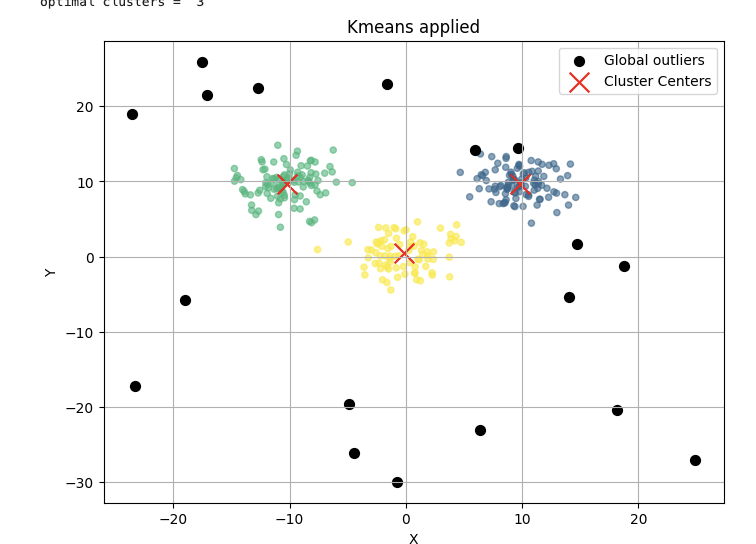 optimal clusters =  3
Kmeans applied
Global outliers
Cluster Centers
Y
20
10
0
−10
−20
−30
−20
−10
0
10
20
X